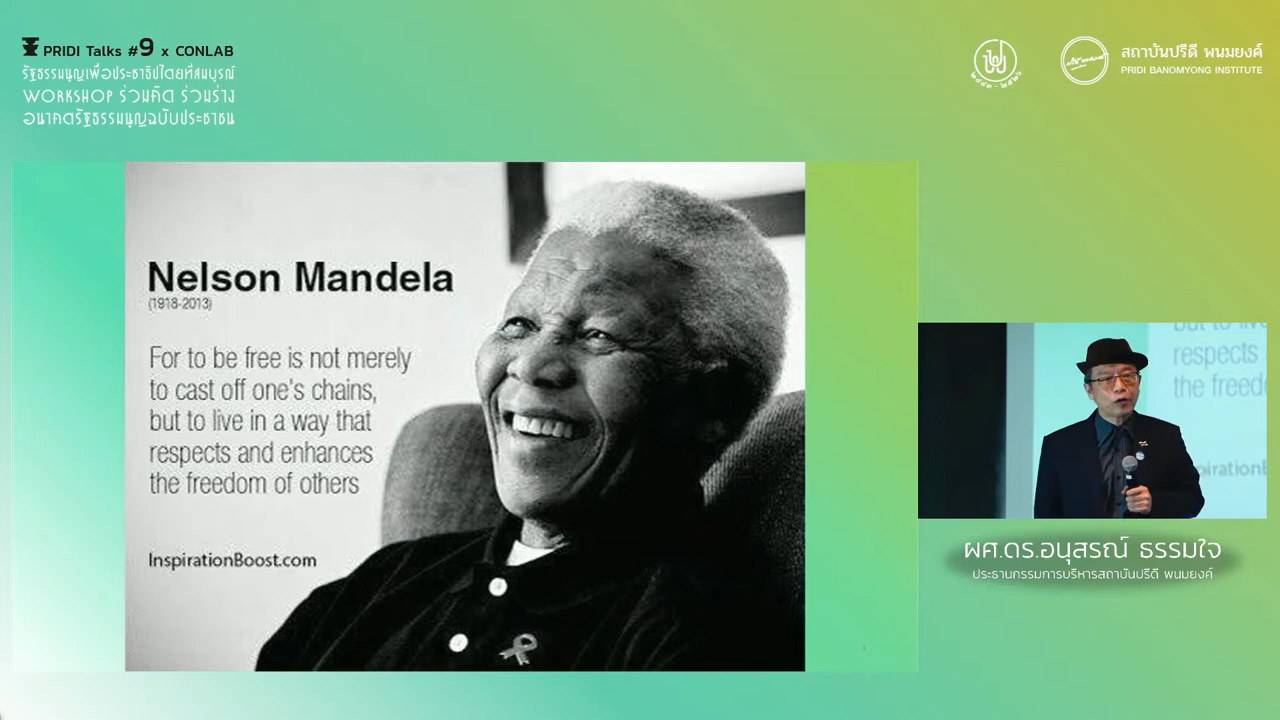 PRIDI Talks #9 x CONLAB
รัฐธรรมนูญเพื่อประชาธิปไตยที่สมบูรณ์
WORKSHOP ร่วมคิด ร่วมร่าง
อนาคตรัฐธรรมนูญฉบับประชาชน
สถาบันปรีดี พนมยงค์
PRIDI BANOMYONG INSTITUTE
Nelson Mandela
(1918-2013)
For to be free is not merely
to cast off one's chains,
but to live in a way that
respects and enhances
the freedom of others
InspirationBoost.com
but to live
respects
the freed
pirationB
ผศ.ดร.อนุสรณ์ ธรรมใจ
ประธานกรรมการบริหารสถาบันปรีดี พนมยงค์